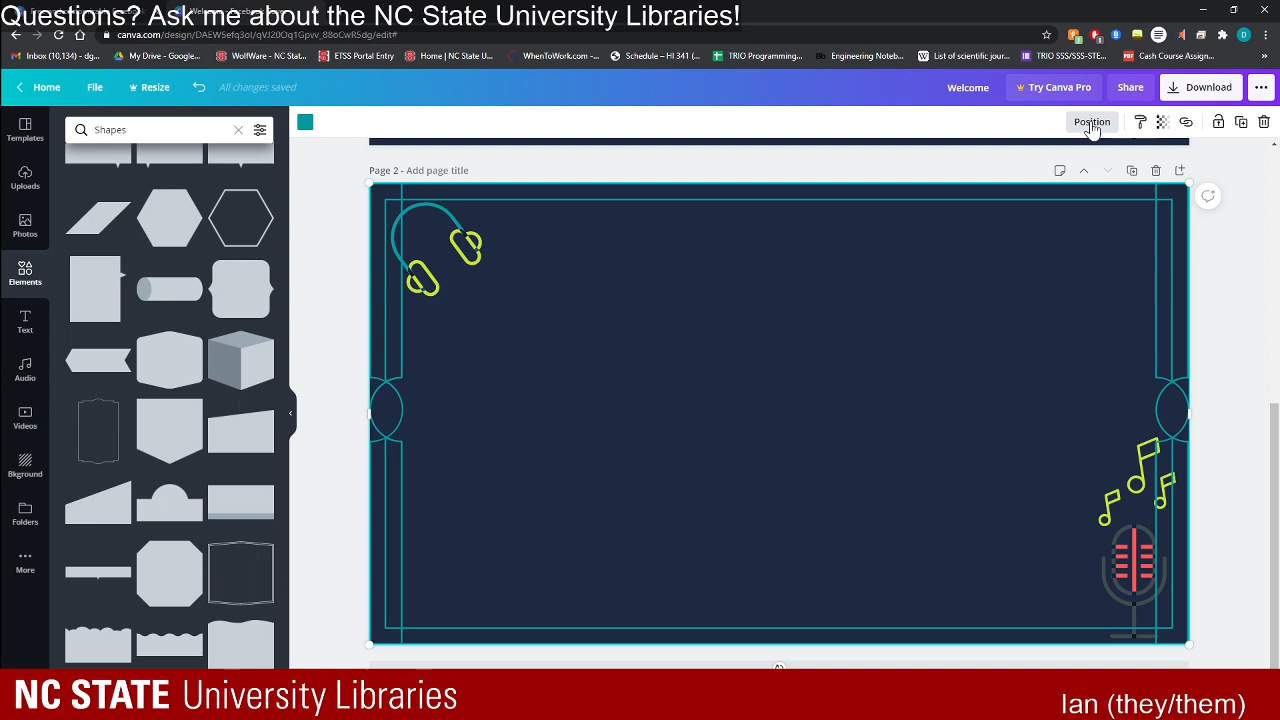 Questions? Ask me about the NC State University Libraries!
canva.com/design/DAEW5efq3oI/qVJ20Oq1Gpvv_88oCwRSdg/edit#
Inbox (10,134) - dg...
My Drive - Google...
WolfWare - NC Stat...
ETSS Portal Entry
Home | NC State U...
WhenToWork.com -...
Schedule – HI 341 (...
TRIO Programming...
Engineering Noteb...
List of scientific jour...
TRIO SSS/SSS-STE...
Cash Course Assign...
Home
File
Resize
All changes saved
Welcome
Try Canva Pro
Share
Download
Shapes
Position
Templates
Uploads
Photos
Elements
Text
Audio
Videos
Bkground
Folders
More
Page 2 - Add page title
NC STATE University Libraries
Ian (they/them)